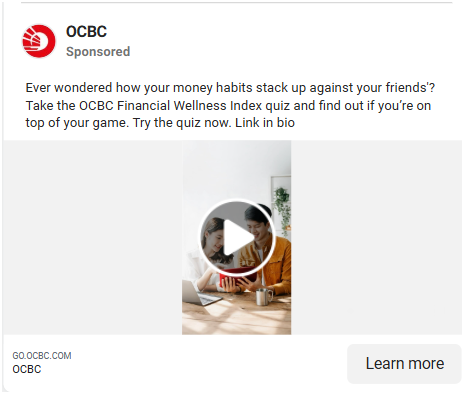 OCBC
Sponsored
Ever wondered how your money habits stack up against your friends'?
Take the OCBC Financial Wellness Index quiz and find out if you’re on
top of your game. Try the quiz now. Link in bio
GO.OCBC.COM
OCBC
Learn more